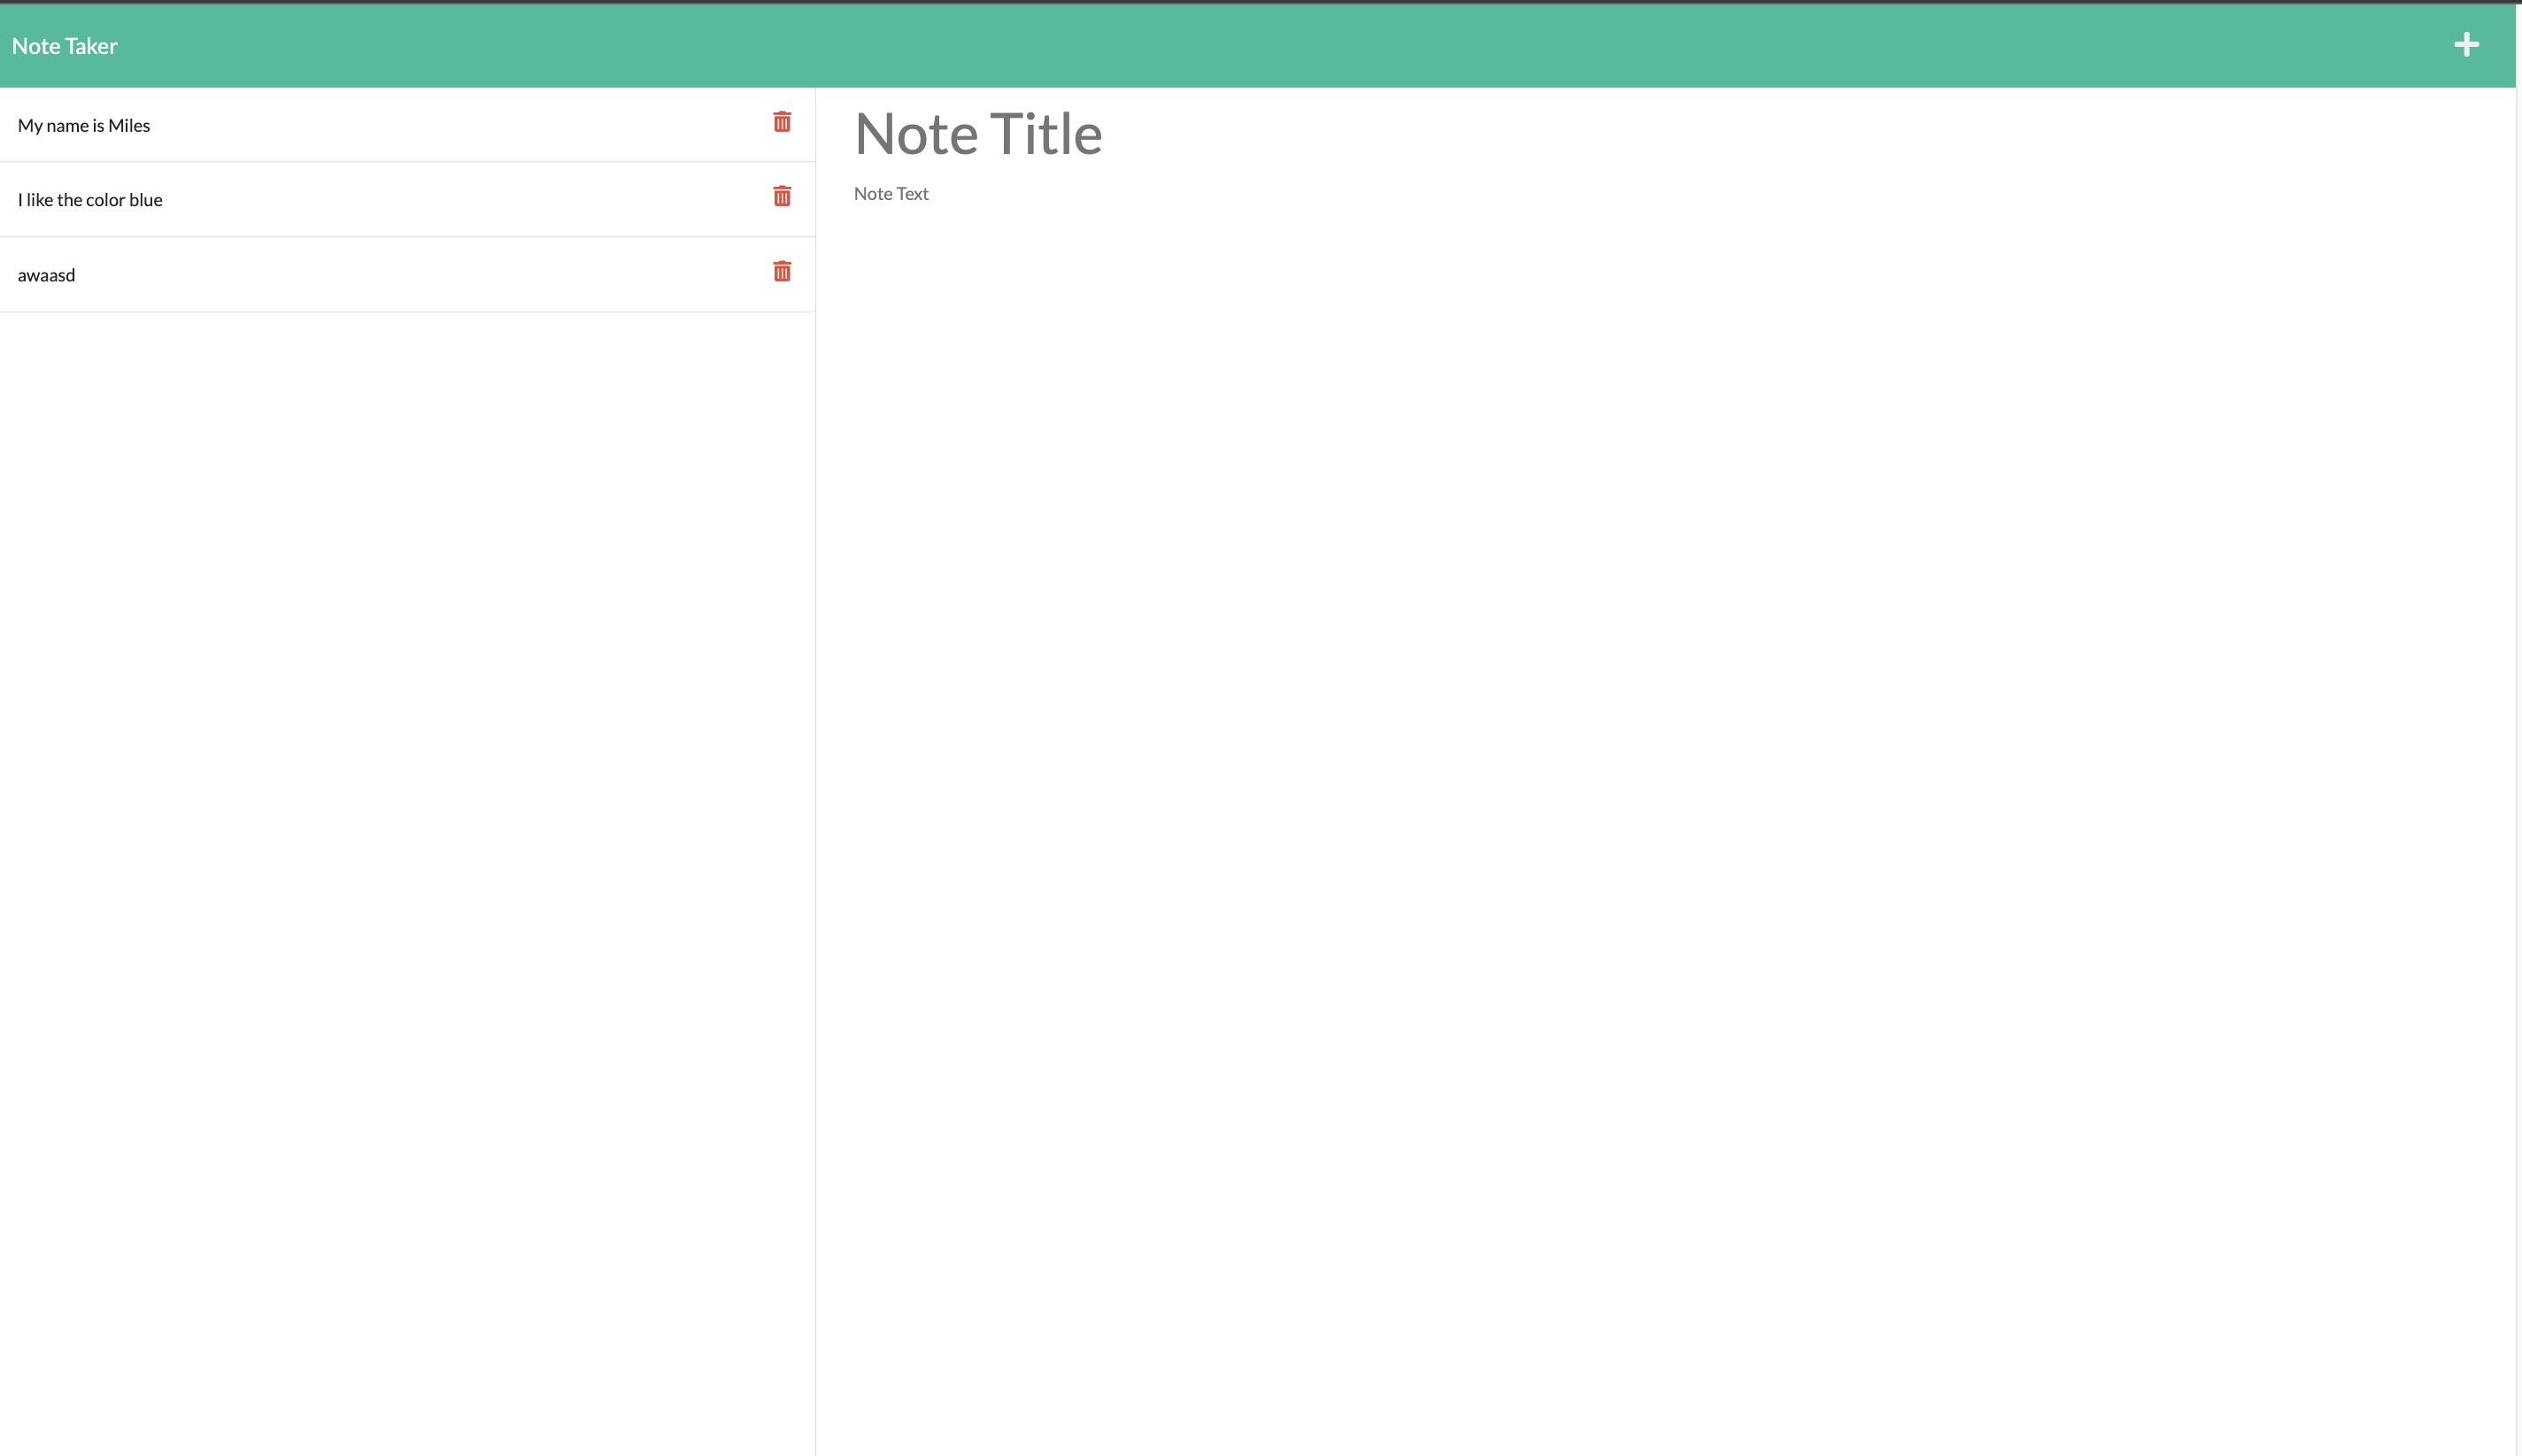 Note Taker
My name is Miles
I like the color blue
awaasd
Note Title
Note Text